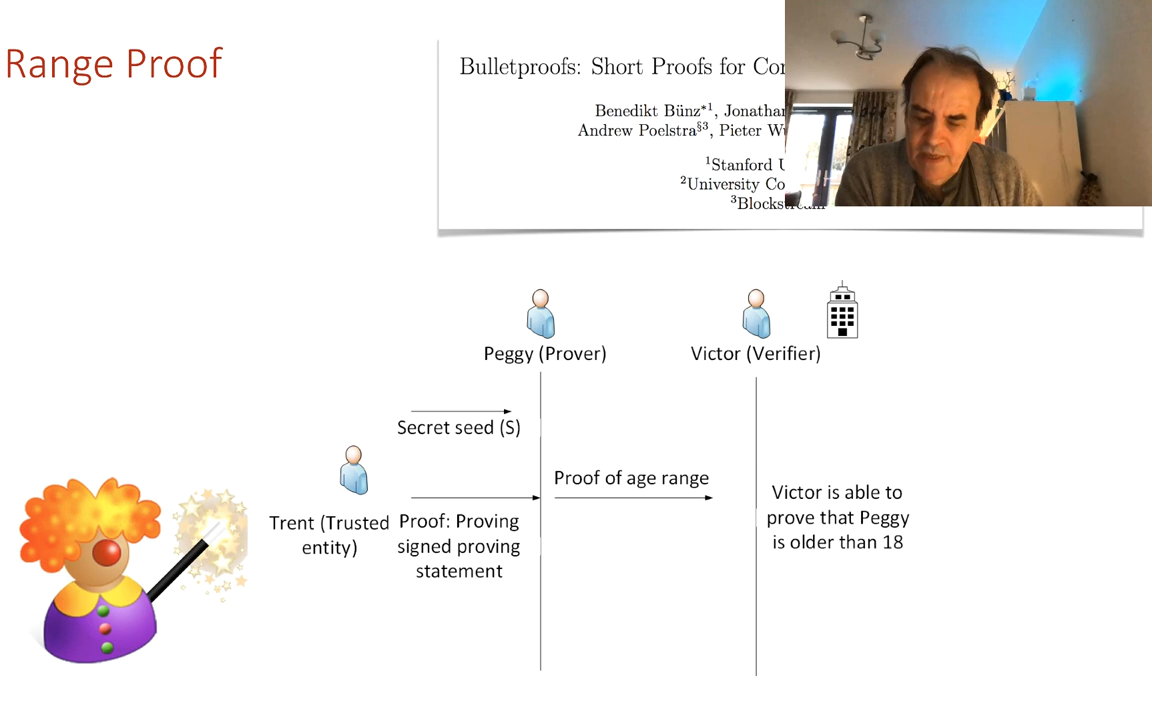 Range Proof
Bulletproofs: Short Proofs for
Benedikt Bünz*1, Jonathan
Andrew Poelstra§3, Pieter
1Stanford
2University
3Blockstream
Peggy (Prover)
Victor (Verifier)
Secret seed (S)
Proof of age range
Trent (Trusted
entity)
Proof: Proving
signed proving
statement
Victor is able to
prove that Peggy
is older than 18